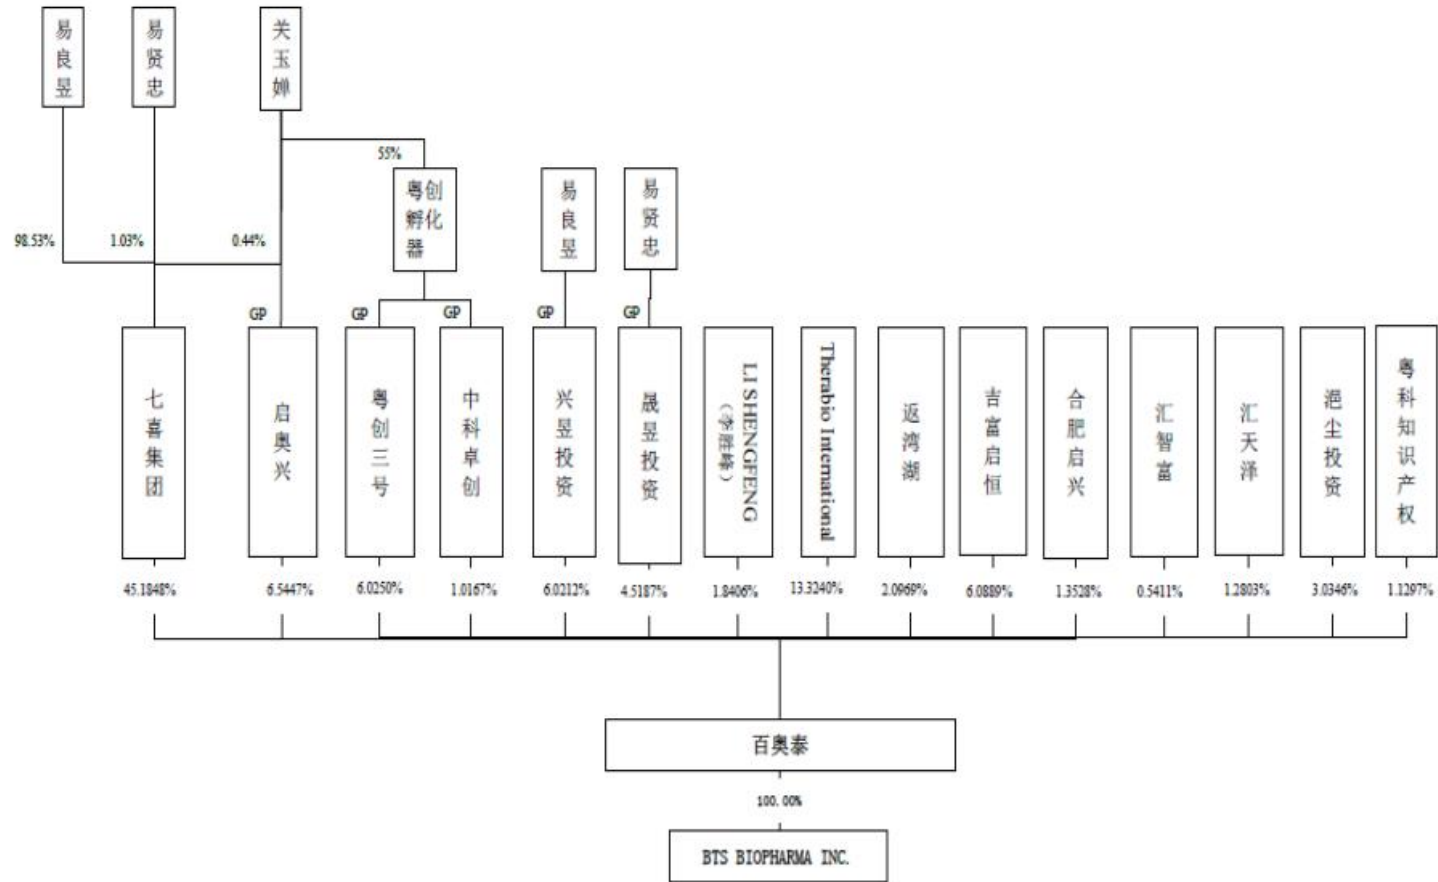 易良昱
易贤忠
关玉婵
55%
粤创
孵化
器
易良昱
易贤忠
98.53%
1.03%
0.44%
GP
GP
GP
GP
GP
七喜集团
启奥兴
粤创三号
中科卓创
兴昱投资
晟昱投资
LI SHENGFENG
（李胜峰）
Therabio International
返湾湖
吉富启恒
合肥启兴
汇智富
汇天泽
浥尘投资
粤科知识产权
45.1848%
6.5447%
6.0250%
1.0167%
6.0212%
4.5187%
1.8406%
13.3240%
2.0969%
6.0889%
1.3528%
0.5411%
1.2803%
3.0346%
1.1297%
百奥泰
100.00%
BTS BIOPHARMA INC.